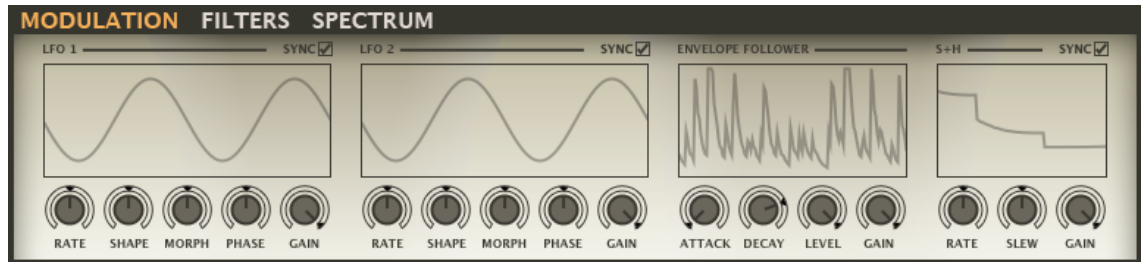 MODULATION FILTERS SPECTRUM
LFO 1 SYNC LFO 2 SYNC ENVELOPE FOLLOWER S+H SYNC
RATE SHAPE MORPH PHASE GAIN RATE SHAPE MORPH PHASE GAIN ATTACK DECAY LEVEL GAIN RATE SLEW GAIN